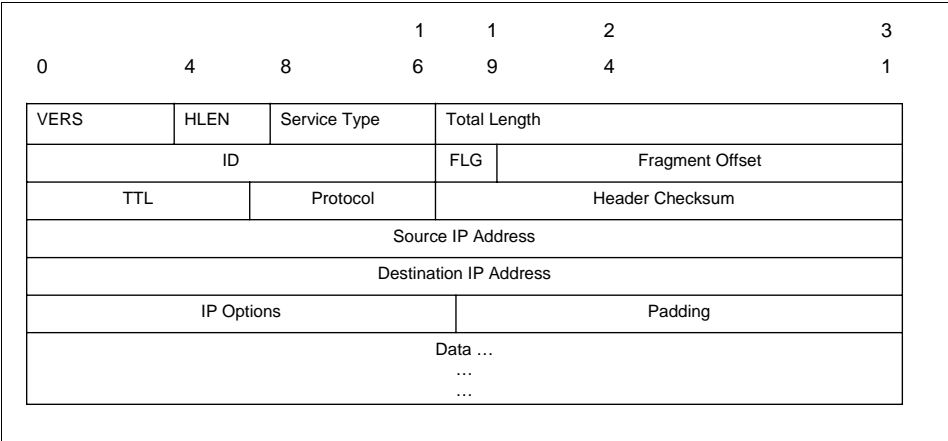 1 1 2 3
0 4 8 6 9 4 1
VERS HLEN Service Type Total Length
ID FLG Fragment Offset
TTL Protocol Header Checksum
Source IP Address
Destination IP Address
IP Options Padding
Data …
…
…